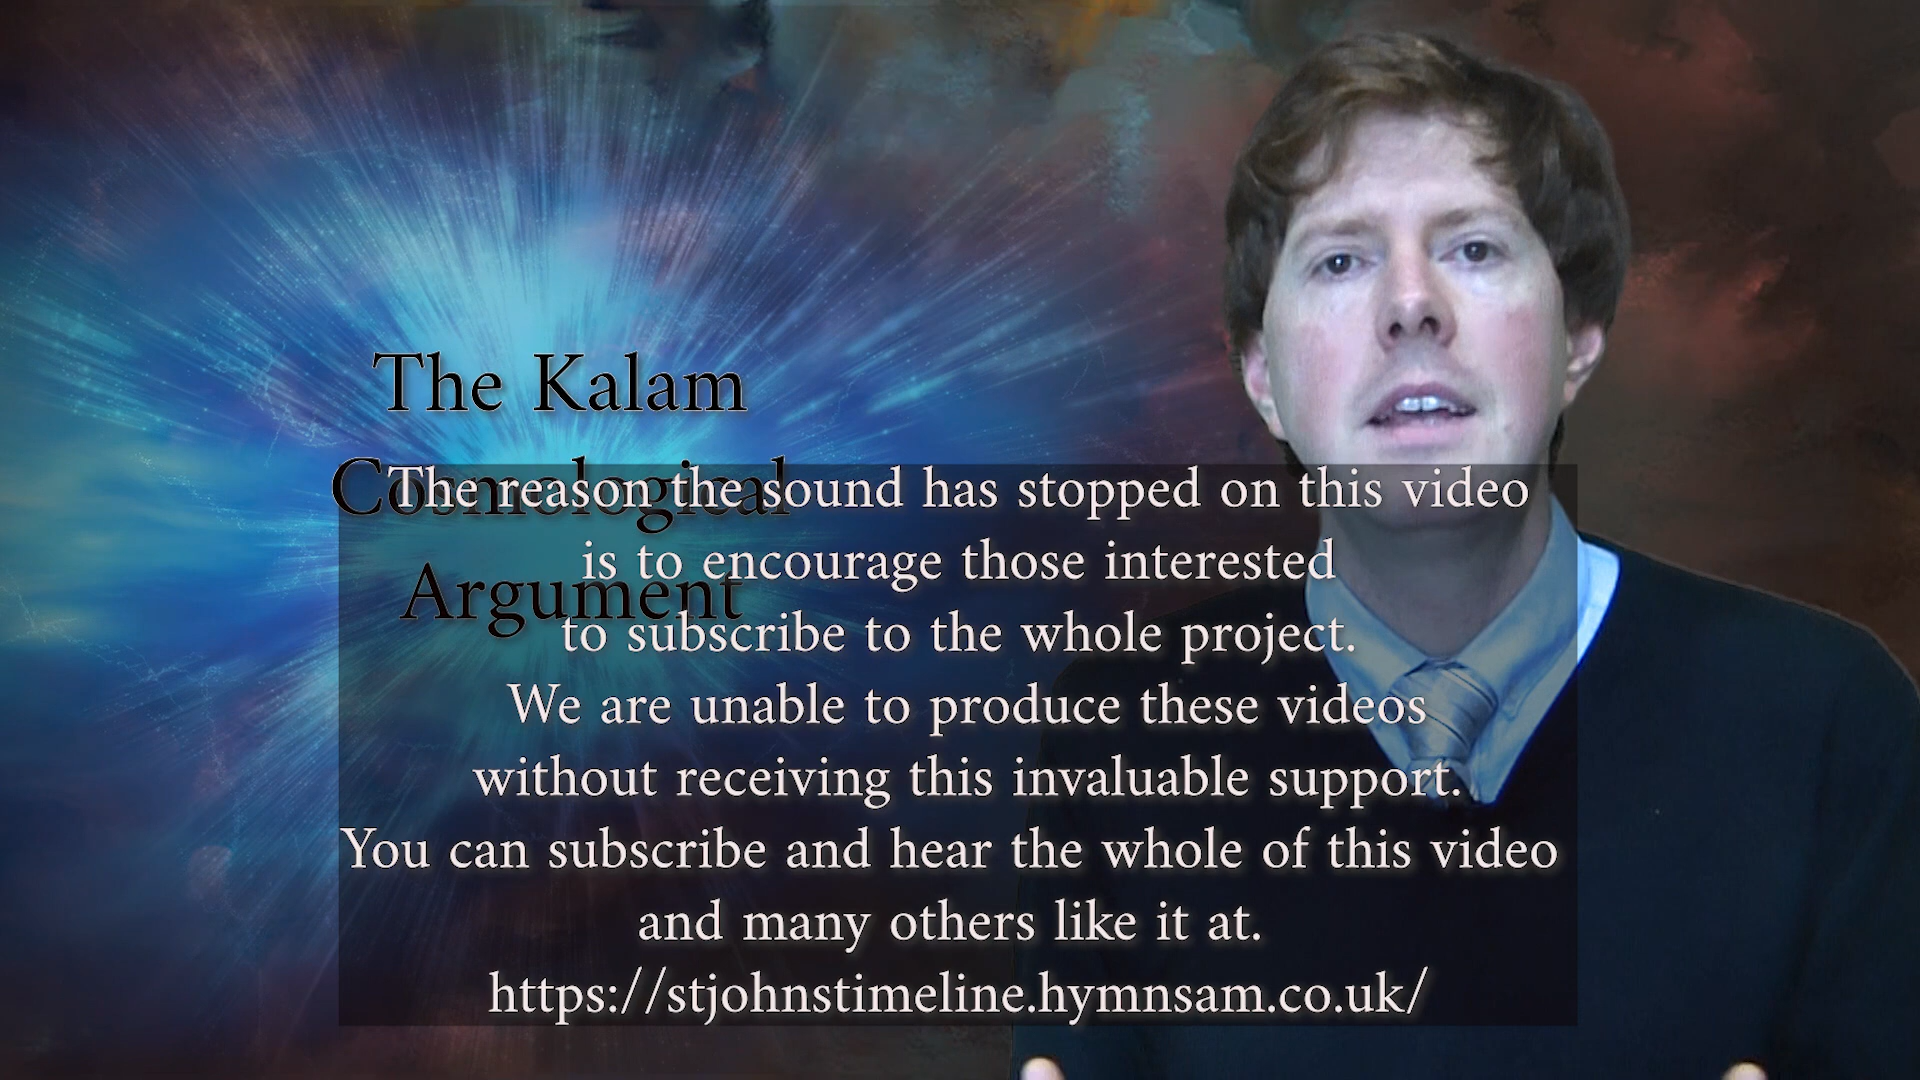 The Kalam
Cosmological
Argument
The reason the sound has stopped on this video
is to encourage those interested
to subscribe to the whole project.
We are unable to produce these videos
without receiving this invaluable support.
You can subscribe and hear the whole of this video
and many others like it at.
https://stjohnstimeline.hymnsam.co.uk/